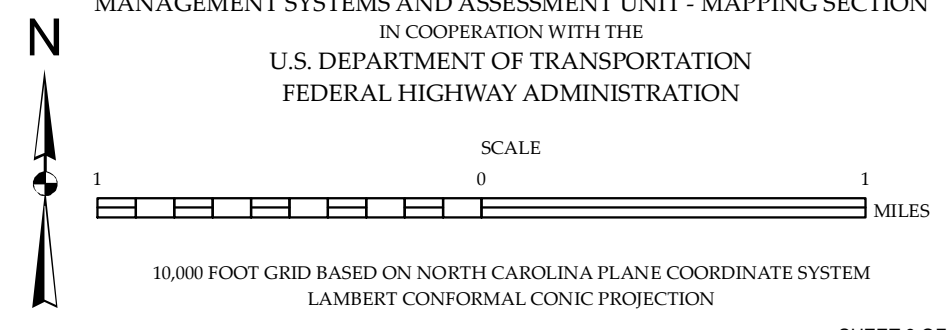 MANAGEMENT SYSTEMS AND ASSESSMENT UNIT - MAPPING SECTION
N
IN COOPERATION WITH THE
U.S. DEPARTMENT OF TRANSPORTATION
FEDERAL HIGHWAY ADMINISTRATION
SCALE
1 0 1
MILES
10,000 FOOT GRID BASED ON NORTH CAROLINA PLANE COORDINATE SYSTEM
LAMBERT CONFORMAL CONIC PROJECTION